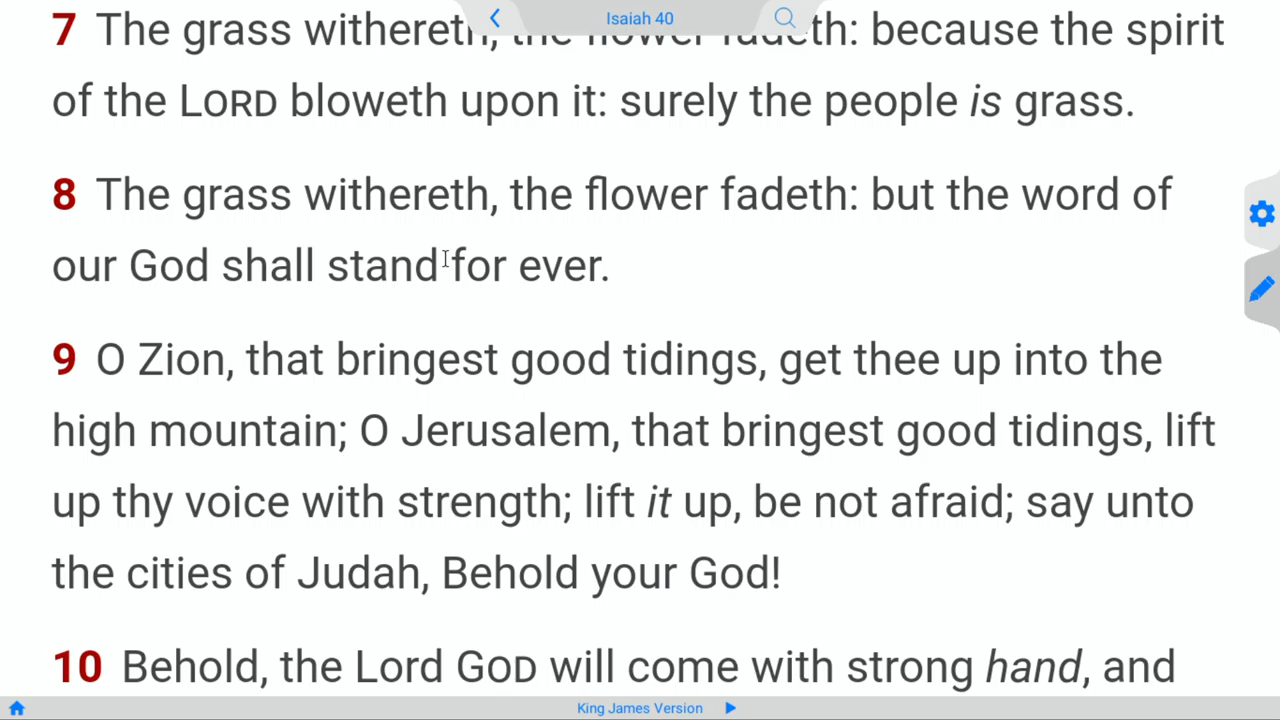 Isaiah 40
7 The grass withereth, the flower fadeth: because the spirit
of the LORD bloweth upon it: surely the people is grass.
8 The grass withereth, the flower fadeth: but the word of
our God shall stand for ever.
9 O Zion, that bringest good tidings, get thee up into the
high mountain; O Jerusalem, that bringest good tidings, lift
up thy voice with strength; lift it up, be not afraid; say unto
the cities of Judah, Behold your God!
10 Behold, the Lord GOD will come with strong hand, and
King James Version